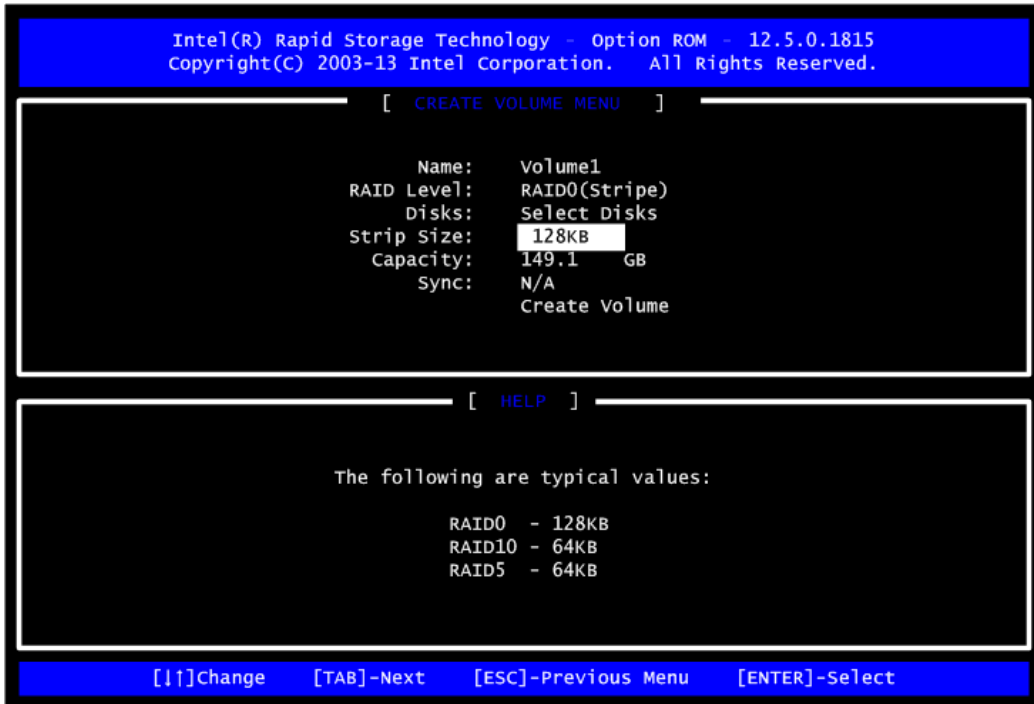 Intel(R) Rapid Storage Technology - Option ROM - 12.5.0.1815
Copyright(C) 2003-13 Intel Corporation. All Rights Reserved.
[ CREATE VOLUME MENU ]
Name: Volume1
RAID Level: RAID0(Stripe)
Disks: Select Disks
Strip Size: 128KB
Capacity: 149.1 GB
Sync: N/A
Create Volume
[ HELP ]
The following are typical values:
RAID0 - 128KB
RAID10 - 64KB
RAID5 - 64KB
[↓↑]Change [TAB]-Next [ESC]-Previous Menu [ENTER]-Select